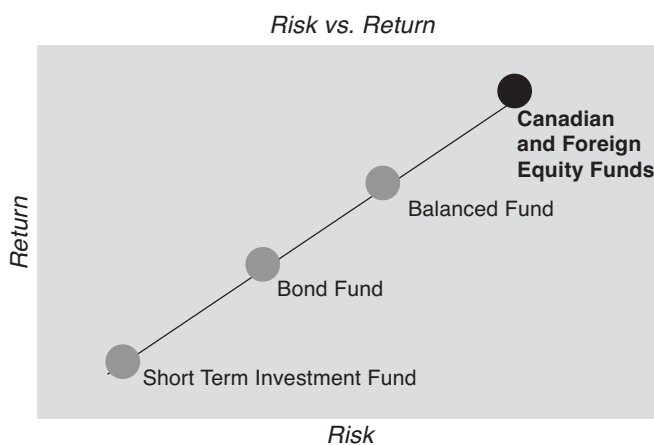 Risk vs. Return
Canadian
and Foreign
Equity Funds
Balanced Fund
Return
Bond Fund
Short Term Investment Fund
Risk